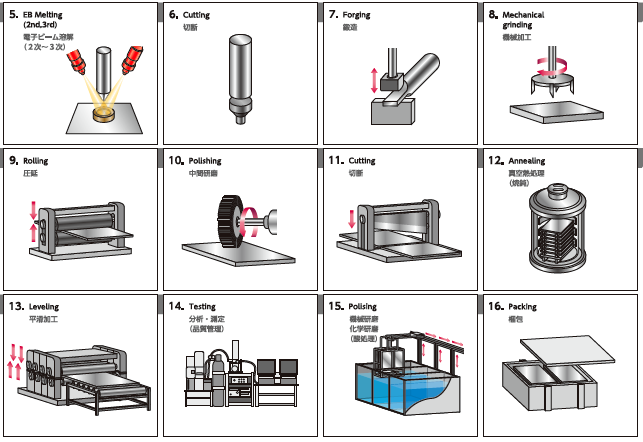 5. EB Melting
(2nd,3rd)
電子ビーム溶解
(2次～3次)
6. Cutting
切断
7. Forging
鍛造
8. Mechanical
grinding
機械加工
9. Rolling
圧延
10. Polishing
中間研磨
11. Cutting
切断
12. Annealing
真空熱処理
(焼鈍)
13. Leveling
平滑加工
14. Testing
分析・測定
(品質管理)
15. Polising
機械研磨
化学研磨
(酸処理)
16. Packing
梱包